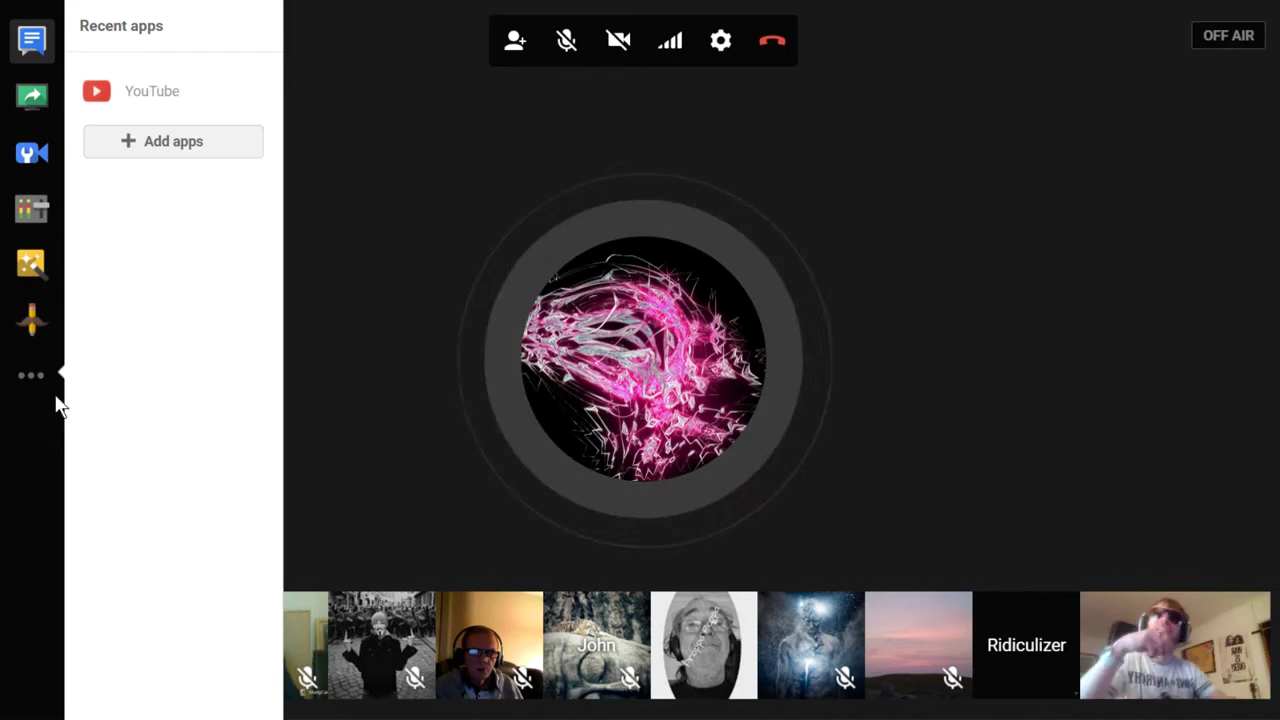 Recent apps
YouTube
Add apps
OFF AIR
John
Ridiculizer